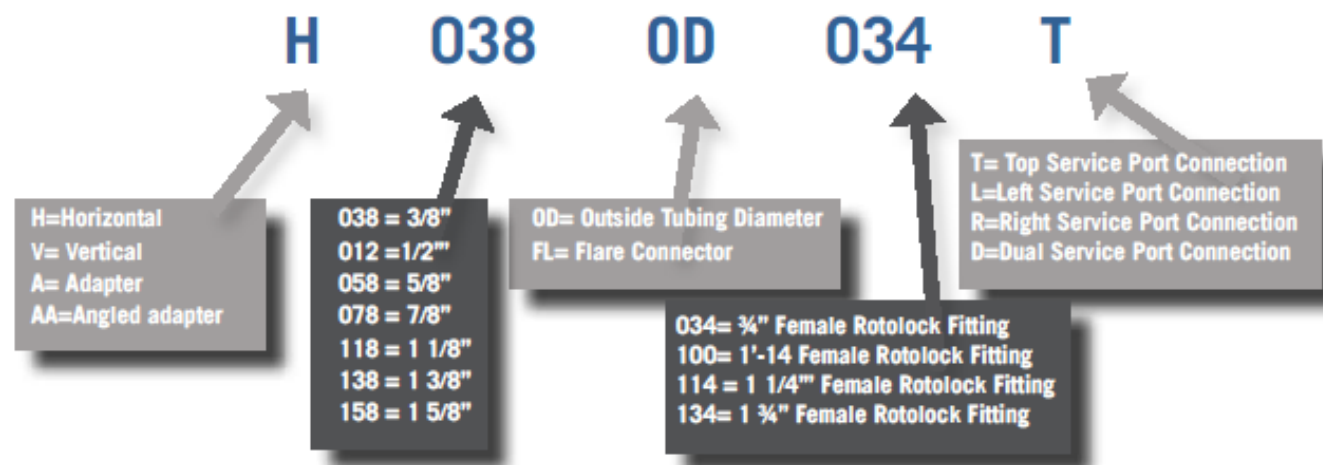 H 038 OD 034 T
H=Horizontal
V= Vertical
A= Adapter
AA=Angled adapter
038 = 3/8”
012 =1/2”'
058 = 5/8”
078 = 7/8”
118 = 1 1/8”
138 = 1 3/8”
158 = 1 5/8”
OD= Outside Tubing Diameter
FL= Flare Connector
034= ¾” Female Rotolock Fitting
100= 1'-14 Female Rotolock Fitting
114 = 1 1/4”' Female Rotolock Fitting
134= 1 ¾” Female Rotolock Fitting
T= Top Service Port Connection
L=Left Service Port Connection
R=Right Service Port Connection
D=Dual Service Port Connection